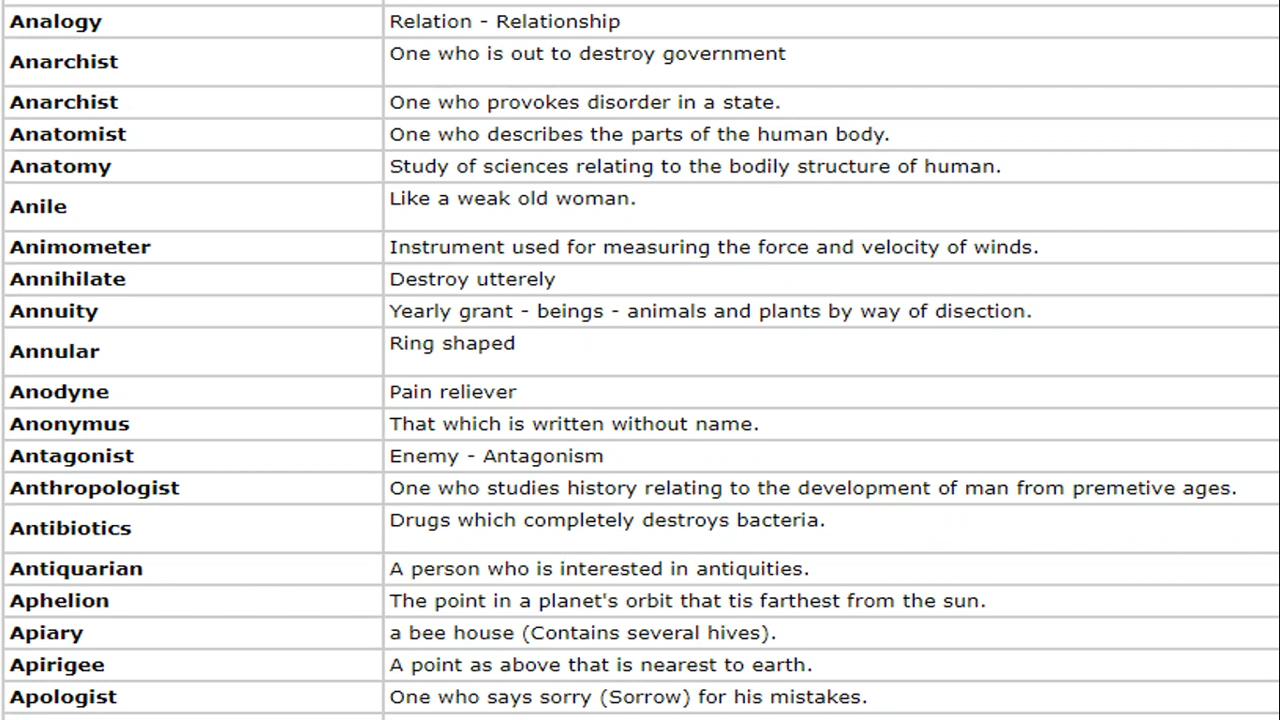 Analogy Relation - Relationship
Anarchist One who is out to destroy government
Anarchist One who provokes disorder in a state.
Anatomist One who describes the parts of the human body.
Anatomy Study of sciences relating to the bodily structure of human.
Anile Like a weak old woman.
Animometer Instrument used for measuring the force and velocity of winds.
Annihilate Destroy utterely
Annuity Yearly grant - beings - animals and plants by way of disection.
Annular Ring shaped
Anodyne Pain reliever
Anonymus That which is written without name.
Antagonist Enemy - Antagonism
Anthropologist One who studies history relating to the development of man from premetive ages.
Antibiotics Drugs which completely destroys bacteria.
Antiquarian A person who is interested in antiquities.
Aphelion The point in a planet's orbit that tis farthest from the sun.
Apiary a bee house (Contains several hives).
Apirigee A point as above that is nearest to earth.
Apologist One who says sorry (Sorrow) for his mistakes.